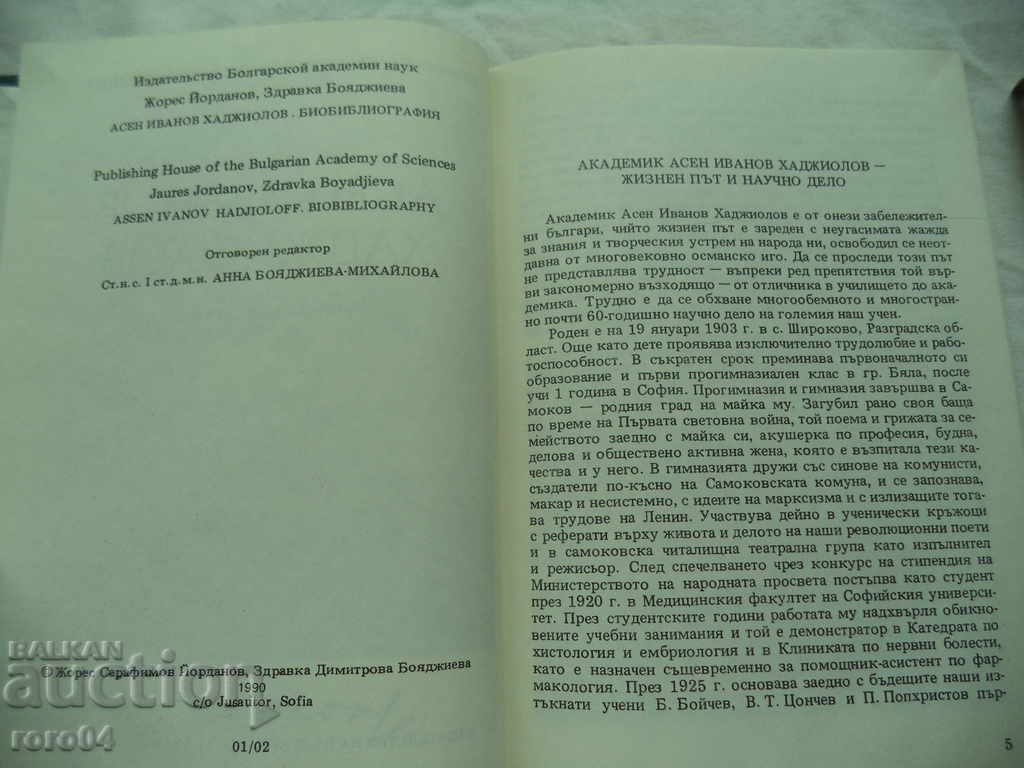 Издательство Болгарской академии наук
Жорес Йорданов, Здравка Бояджиева
АСЕН ИВАНОВ ХАДЖИОЛОВ. БИОБИБЛИОГРАФИЯ
Publishing House of the Bulgarian Academy of Sciences
Jaures Jordanov, Zdravka Boyadjieva
ASSEN IVANOV HADJIOLOFF. BIOBIBLIOGRAPHY
Отговорен редактор
Ст.н.с. I ст.д.м.н. АННА БОЯДЖИЕВА-МИХАЙЛОВА
© Жорес Серафимов Йорданов, Здравка Димитрова Бояджиева
1990
c/o Jusautor, Sofia
01/02
АКАДЕМИК АСЕН ИВАНОВ ХАДЖИОЛОВ –
ЖИЗНЕН ПЪТ И НАУЧНО ДЕЛО
Академик Асен Иванов Хаджиолов е от онези забележител-
ни българи, чийто жизнен път е зареден с неугасимата жажда
за знания и творческия устрем на народа ни, освободил се неот-
давна от многовековно османско иго. Да се проследи този път
не представлява трудност — въпреки ред препятствия той вър-
ви закономерно възходящо — от отличника в училището до ака-
демика. Трудно е да се обхване многообемното и многостран-
но почти 60-годишно научно дело на големия наш учен.
Роден е на 19 януари 1903 г. в с. Широково, Разградска об-
ласт. Още като дете проявява изключително трудолюбие и рабо-
тоспособност. В съкратен срок преминава първоначалното си
образование и първи прогимназиален клас в гр. Бяла, после
учи 1 година в София. Прогимназия и гимназия завършва в Са-
моков — родния град на майка му. Загубил рано своя баща
по време на Първата световна война, той поема и грижата за се-
мейството заедно с майка си, акушерка по професия, будна,
делова и обществено активна жена, която е възпитала тези ка-
чества и у него. В гимназията дружи със синове на комунисти,
създатели по-късно на Самоковската комуна, и се запознава,
макар и несистемно, с идеите на марксизма и с излизащите тога-
ва трудове на Ленин. Участвува дейно в ученически кръжоци
с реферати върху живота и делото на наши революционни поети
и в самоковска читалищна театрална група като изпълнител
и режисьор. След спечелването чрез конкурс на стипендия на
Министерството на народната просвета постъпва като студент
през 1920 г. в Медицинския факултет на Софийския универси-
тет. През студентските години работата му надхвърля обикно-
вените учебни занимания и той е демонстратор в Катедрата по
хистология и ембриология и в Клиниката по нервни болести,
като е назначен същевременно за помощник-асистент по фар-
макология. През 1925 г. основава заедно с бъдещите наши из-
тъкнати учени Б. Бойчев, В. Т. Цончев и П. Попхристов пър-
5
BALKAN
auction
roro04